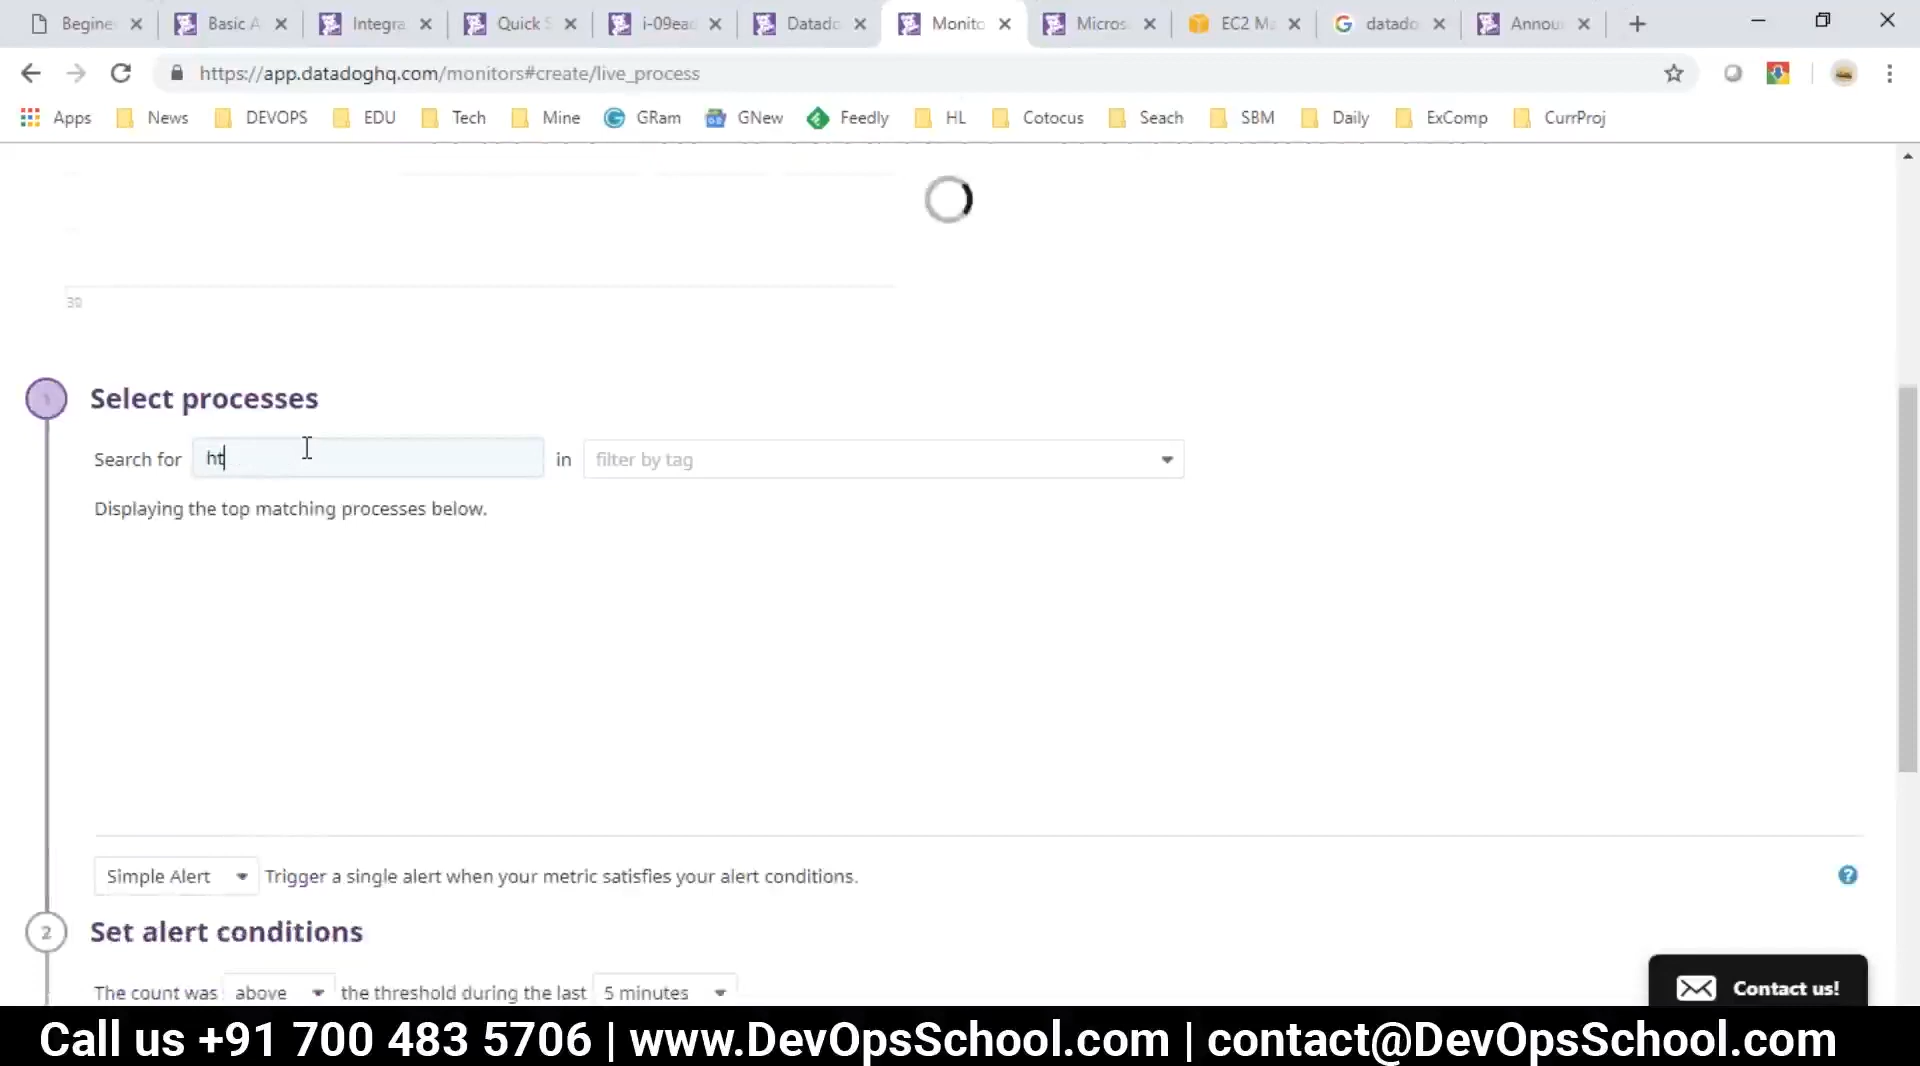 Begine
Basic A
Integra
Quick S
i-09ead
Datado
Monito
Micros
EC2 Ma
datado
Annou
https://app.datadoghq.com/monitors#create/live_process
Apps
News
DEVOPS
EDU
Tech
Mine
GRam
GNew
Feedly
HL
Cotocus
Seach
SBM
Daily
ExComp
CurrProj
30
1 Select processes
Search for ht in filter by tag
Displaying the top matching processes below.
Simple Alert Trigger a single alert when your metric satisfies your alert conditions. ?
2 Set alert conditions
The count was above the threshold during the last 5 minutes
Contact us!
Call us +91 700 483 5706 | www.DevOpsSchool.com | contact@DevOpsSchool.com